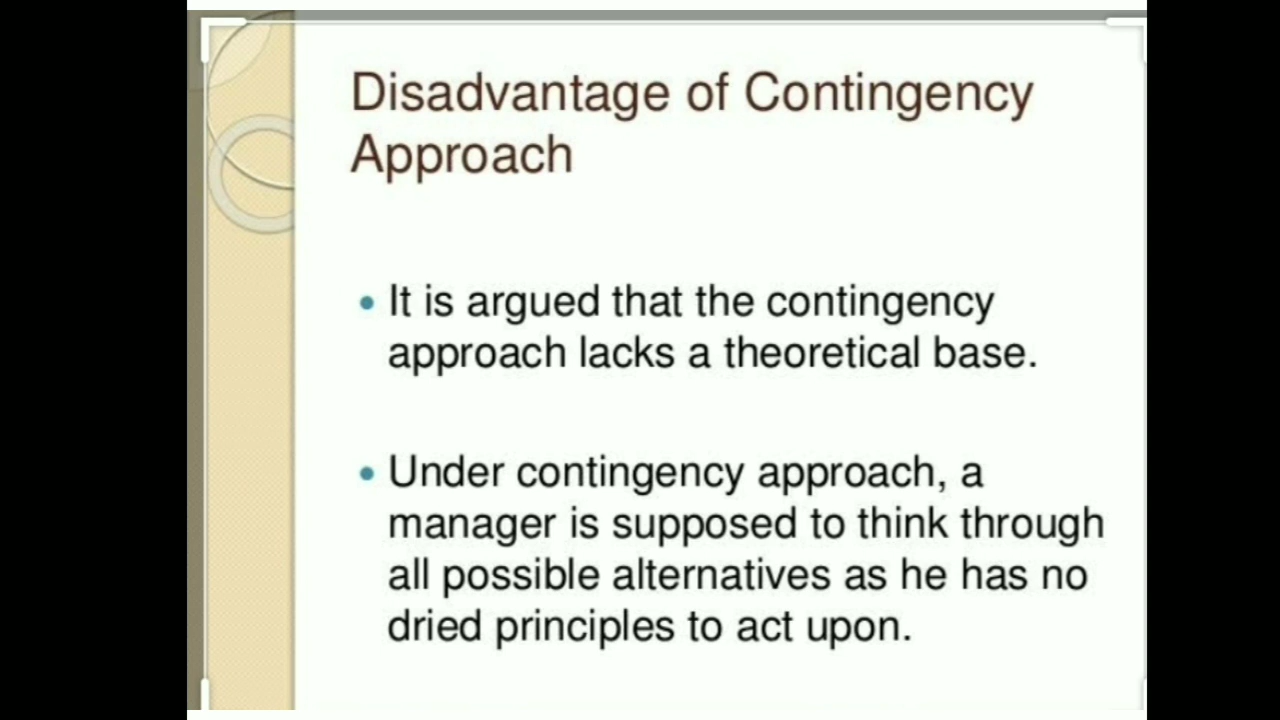 Disadvantage of Contingency
Approach
• It is argued that the contingency
approach lacks a theoretical base.
• Under contingency approach, a
manager is supposed to think through
all possible alternatives as he has no
dried principles to act upon.